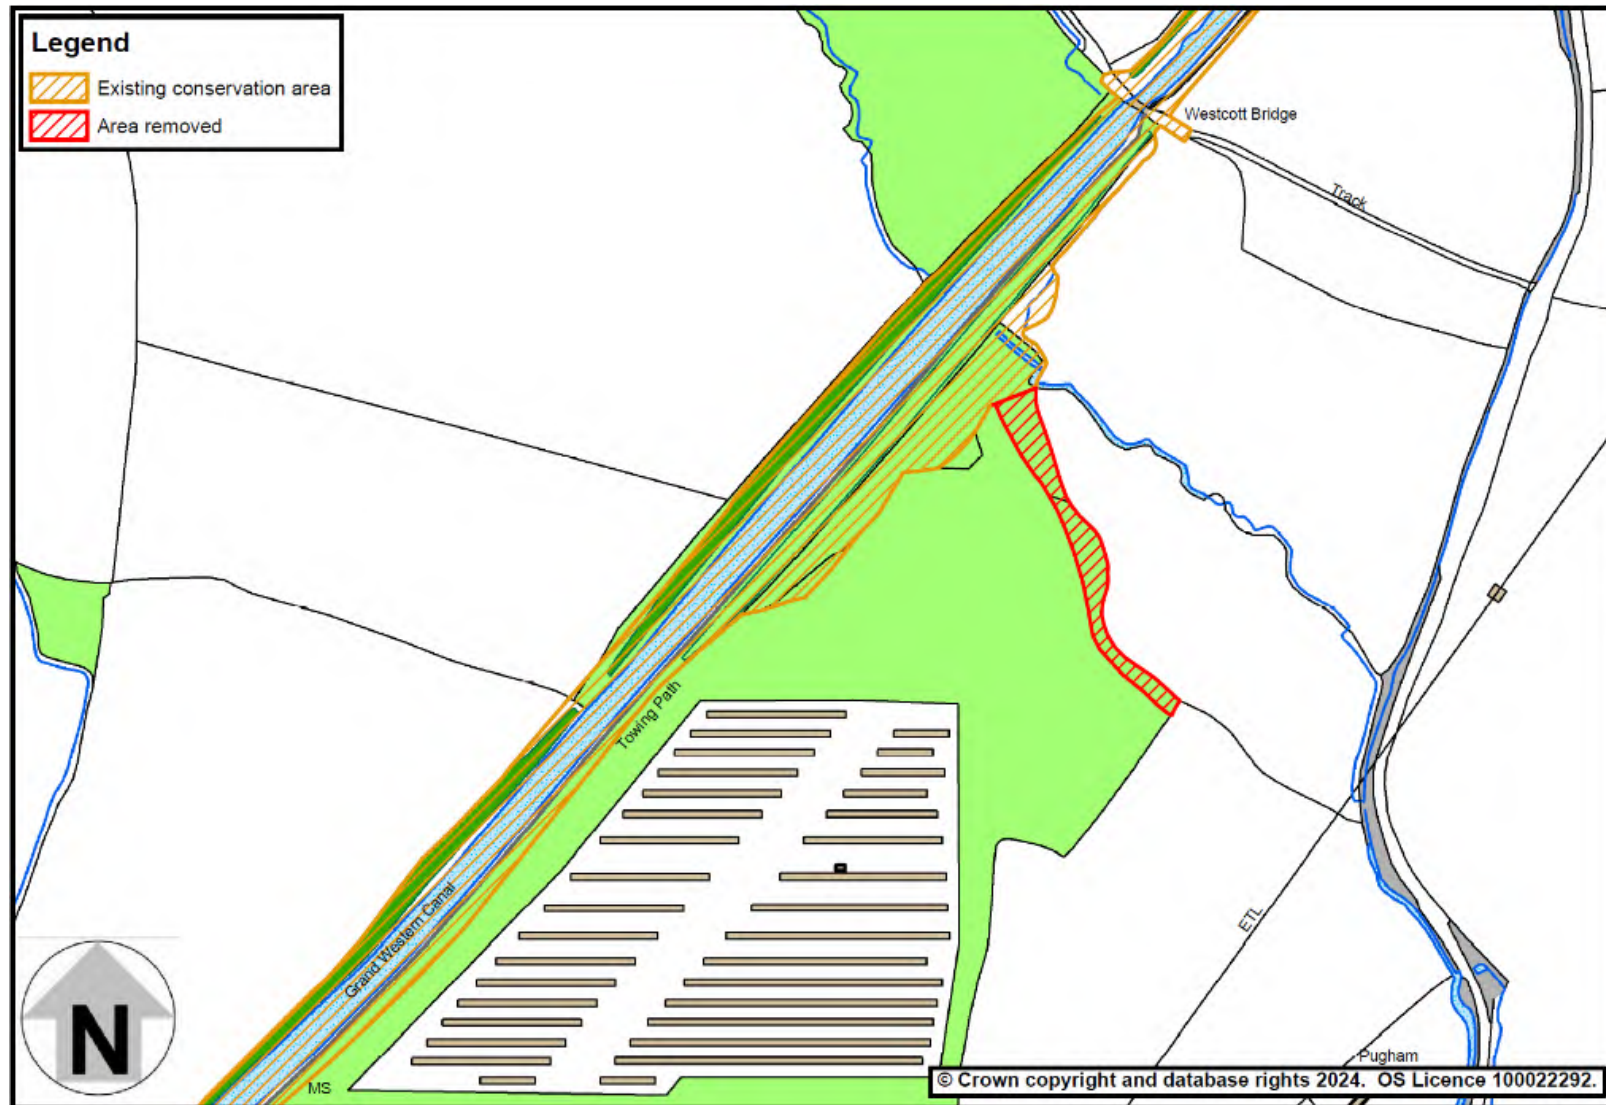 Legend
Existing conservation area
Area removed
Westcott Bridge
Track
Towing Path
Grand Western Canal
ETL
N
MS
Pugham
© Crown copyright and database rights 2024. OS Licence 100022292.